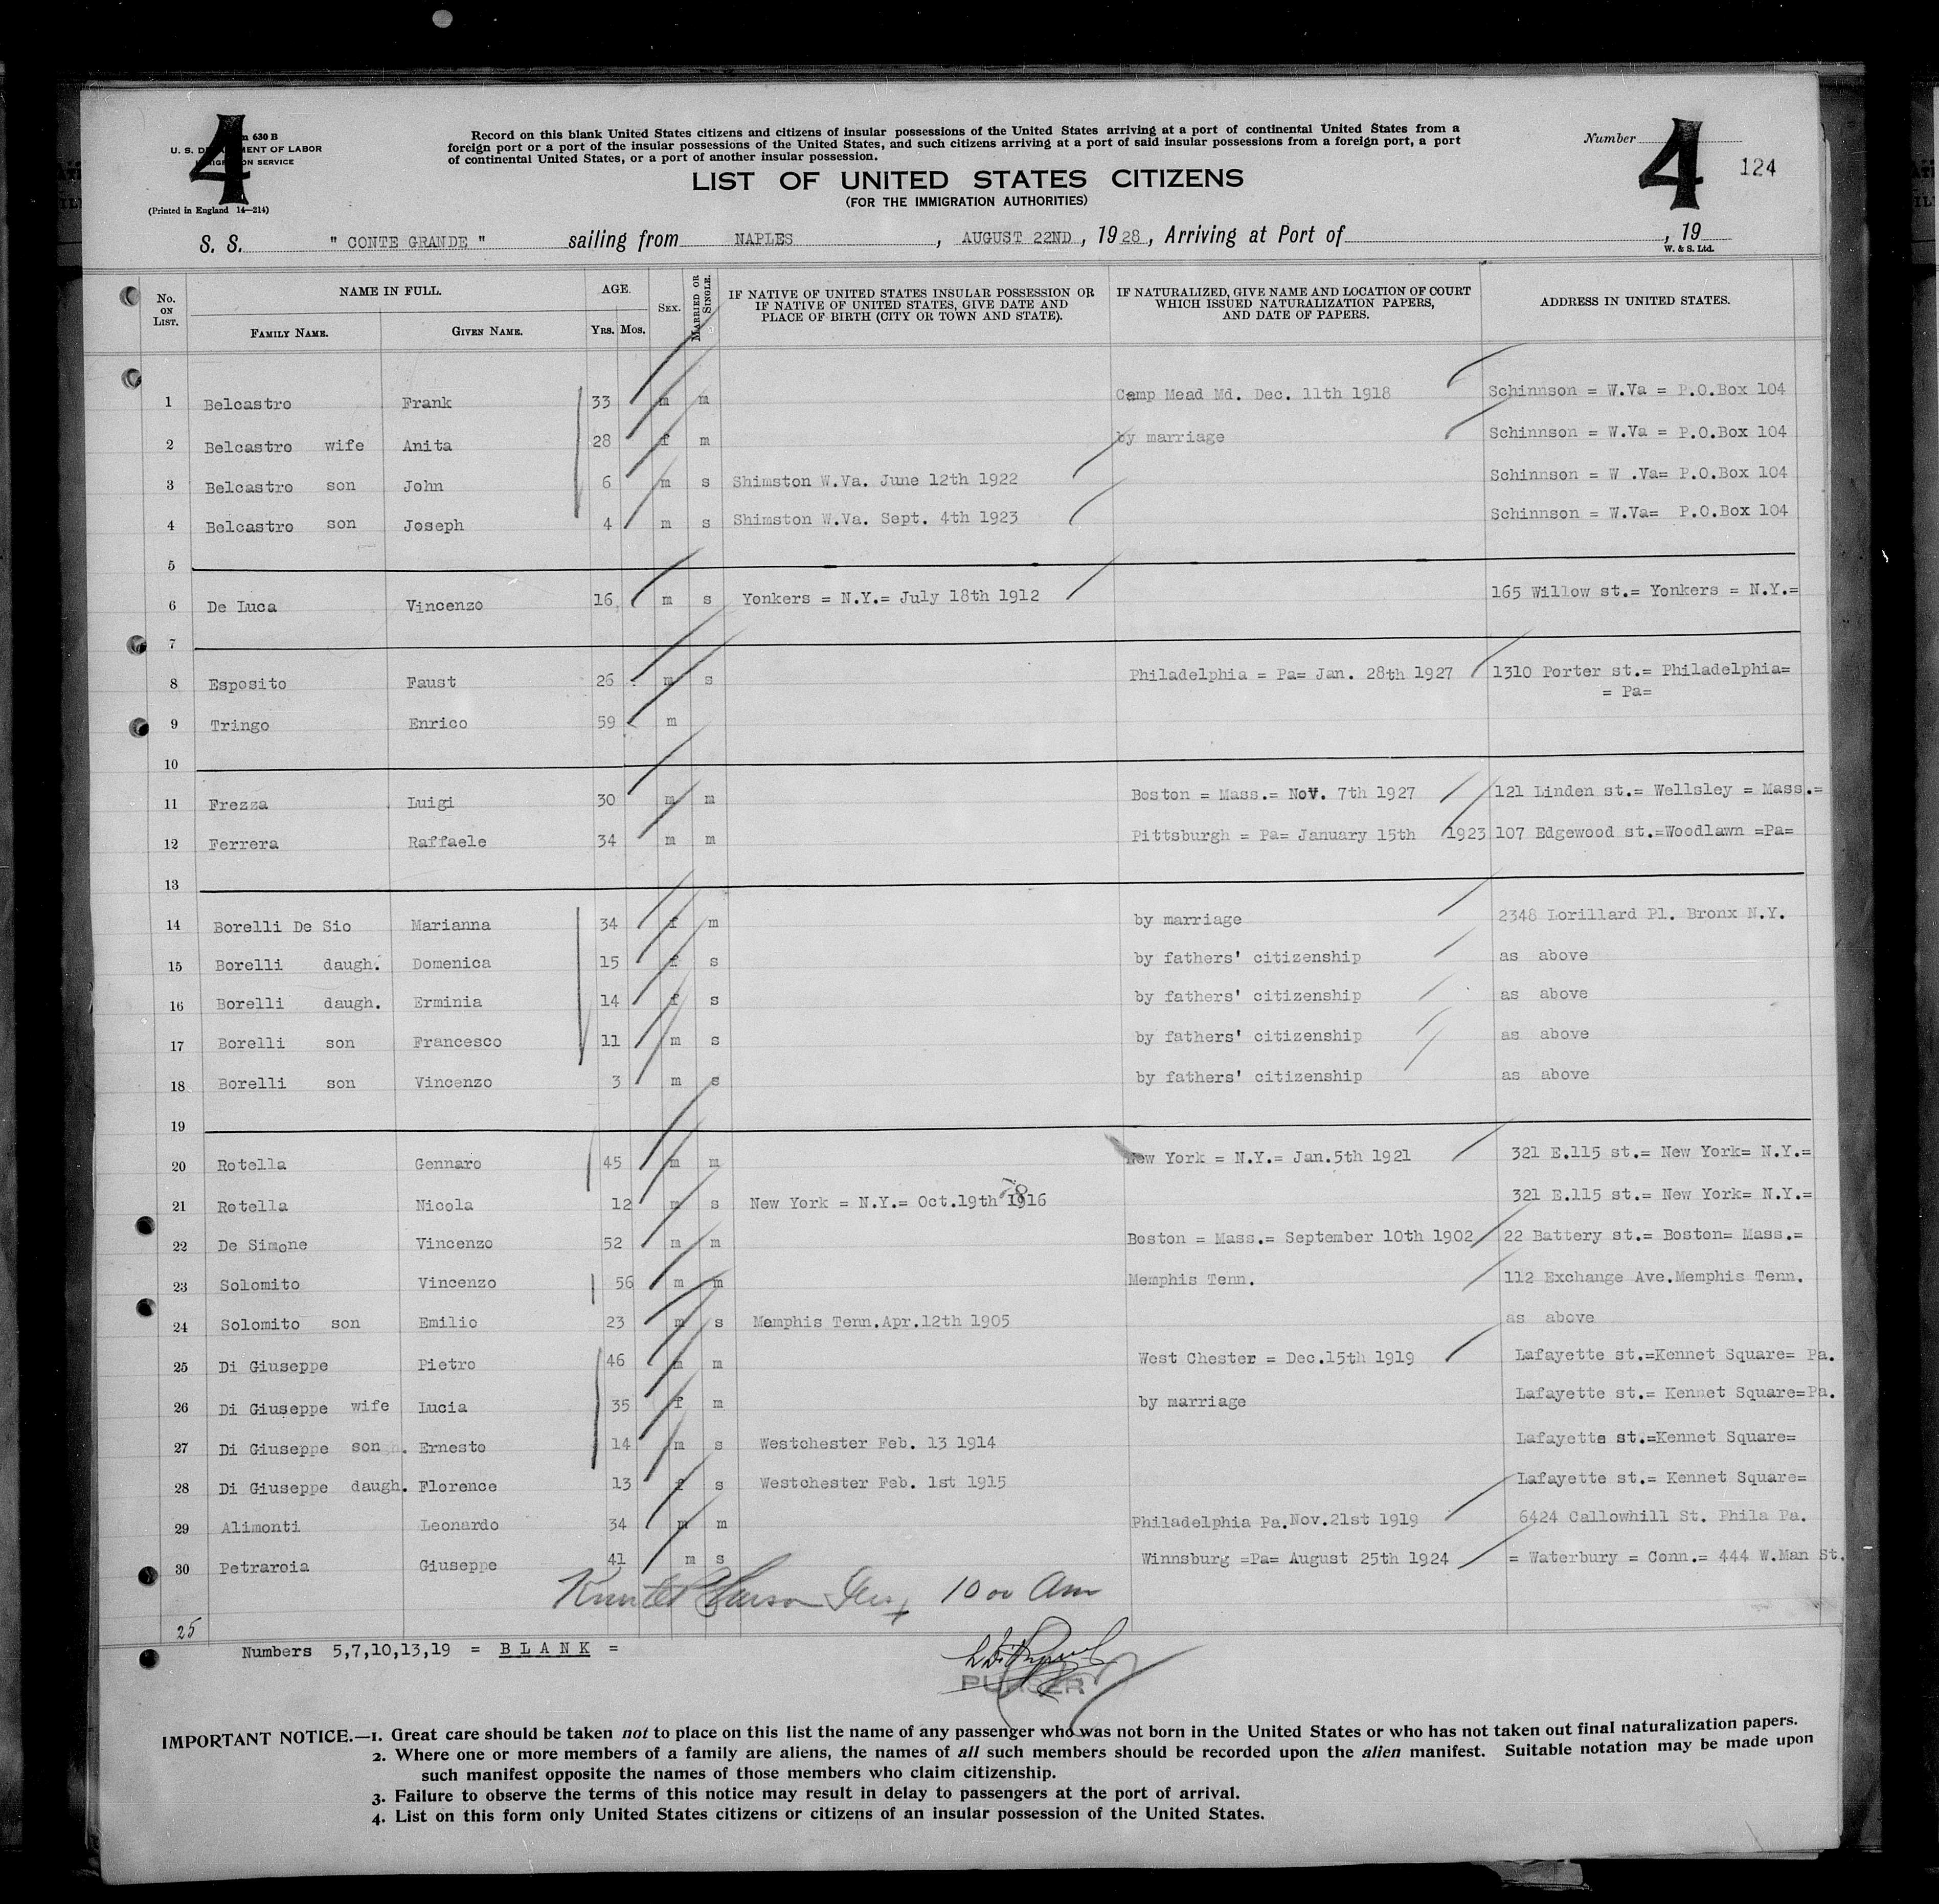 4
630 B
U. S. DEPARTMENT OF LABOR
IMMIGRATION SERVICE
(Printed in England 14—214)
Record on this blank United States citizens and citizens of insular possessions of the United States arriving at a port of continental United States from a
foreign port or a port of the insular possessions of the United States, and such citizens arriving at a port of said insular possessions from a foreign port, a port
of continental United States, or a port of another insular possession.
LIST OF UNITED STATES CITIZENS
(FOR THE IMMIGRATION AUTHORITIES)
Number 4
124
S. S. " CONTE GRANDE " sailing from NAPLES, AUGUST 22ND, 1928, Arriving at Port of , 19
W. & S. Ltd.
No. ON LIST. NAME IN FULL. FAMILY NAME. GIVEN NAME. AGE. YRS. MOS. SEX. MARRIED OR SINGLE. IF NATIVE OF UNITED STATES INSULAR POSSESSION OR IF NATIVE OF UNITED STATES, GIVE DATE AND PLACE OF BIRTH (CITY OR TOWN AND STATE). IF NATURALIZED, GIVE NAME AND LOCATION OF COURT WHICH ISSUED NATURALIZATION PAPERS, AND DATE OF PAPERS. ADDRESS IN UNITED STATES.
1 Belcastro Frank 33 m m Camp Mead Md. Dec. 11th 1918 Schinnson = W.Va = P.O.Box 104
2 Belcastro wife Anita 28 f m by marriage Schinnson = W.Va = P.O.Box 104
3 Belcastro son John 6 m s Shimston W.Va. June 12th 1922 Schinnson = W .Va= P.O.Box 104
4 Belcastro son Joseph 4 m s Shimston W.Va. Sept. 4th 1923 Schinnson = W.Va= P.O.Box 104
5
6 De Luca Vincenzo 16 m s Yonkers = N.Y.= July 18th 1912 165 Willow st.= Yonkers = N.Y.=
7
8 Esposito Faust 26 m s Philadelphia = Pa= Jan. 28th 1927 1310 Porter st.= Philadelphia=
= Pa=
9 Tringo Enrico 59 m
10
11 Frezza Luigi 30 m m Boston = Mass.= Nov. 7th 1927 121 Linden st.= Wellsley = Mass.=
12 Ferrera Raffaele 34 m m Pittsburgh = Pa= January 15th 1923 107 Edgewood st.=Woodlawn =Pa=
13
14 Borelli De Sio Marianna 34 f m by marriage 2348 Lorillard Pl. Bronx N.Y.
15 Borelli daugh. Domenica 15 f s by fathers' citizenship as above
16 Borelli daugh. Erminia 14 f s by fathers' citizenship as above
17 Borelli son Francesco 11 m s by fathers' citizenship as above
18 Borelli son Vincenzo 3 m s by fathers' citizenship as above
19
20 Rotella Gennaro 45 m m New York = N.Y.= Jan.5th 1921 321 E.115 st.= New York= N.Y.=
21 Rotella Nicola 12 m s New York = N.Y.= Oct.19th 1916 321 E.115 st.= New York= N.Y.=
22 De Simone Vincenzo 52 m m Boston = Mass.= September 10th 1902 22 Battery st.= Boston= Mass.=
23 Solomito Vincenzo 56 m m Memphis Tenn. 112 Exchange Ave.Memphis Tenn.
24 Solomito son Emilio 23 m s Memphis Tenn.Apr.12th 1905 as above
25 Di Giuseppe Pietro 46 m m West Chester = Dec.15th 1919 Lafayette st.=Kennet Square= Pa.
26 Di Giuseppe wife Lucia 35 f m by marriage Lafayette st.= Kennet Square=Pa.
27 Di Giuseppe son Ernesto 14 m s Westchester Feb. 13 1914 Lafayette st.=Kennet Square=
28 Di Giuseppe daugh. Florence 13 f s Westchester Feb. 1st 1915 Lafayette st.= Kennet Square=
29 Alimonti Leonardo 34 m m Philadelphia Pa.Nov.21st 1919 6424 Callowhill St. Phila Pa.
30 Petraroia Giuseppe 41 m s Winnsburg =Pa= August 25th 1924 = Waterbury = Conn.= 444 W.Man St.
10 00 Am
25
Numbers 5,7,10,13,19 = BLANK =
PURSER
IMPORTANT NOTICE.—1. Great care should be taken not to place on this list the name of any passenger who was not born in the United States or who has not taken out final naturalization papers.
2. Where one or more members of a family are aliens, the names of all such members should be recorded upon the alien manifest. Suitable notation may be made upon
such manifest opposite the names of those members who claim citizenship.
3. Failure to observe the terms of this notice may result in delay to passengers at the port of arrival.
4. List on this form only United States citizens or citizens of an insular possession of the United States.